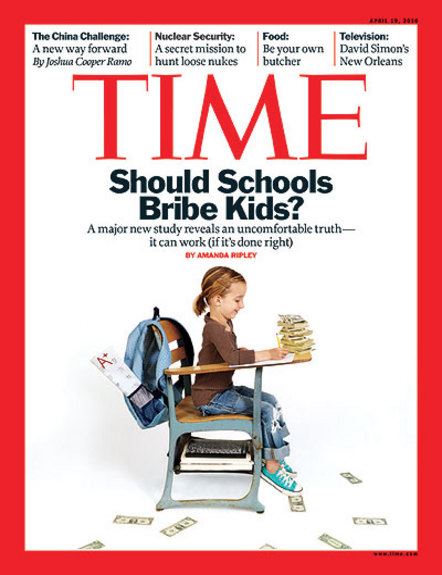 APRIL 19, 2010
The China Challenge:
A new way forward
By Joshua Cooper Ramo
Nuclear Security:
A secret mission to
hunt loose nukes
Food:
Be your own
butcher
Television:
David Simon's
New Orleans
TIME
Should Schools
Bribe Kids?
A major new study reveals an uncomfortable truth—
it can work (if it's done right)
BY AMANDA RIPLEY
A+
www.time.com